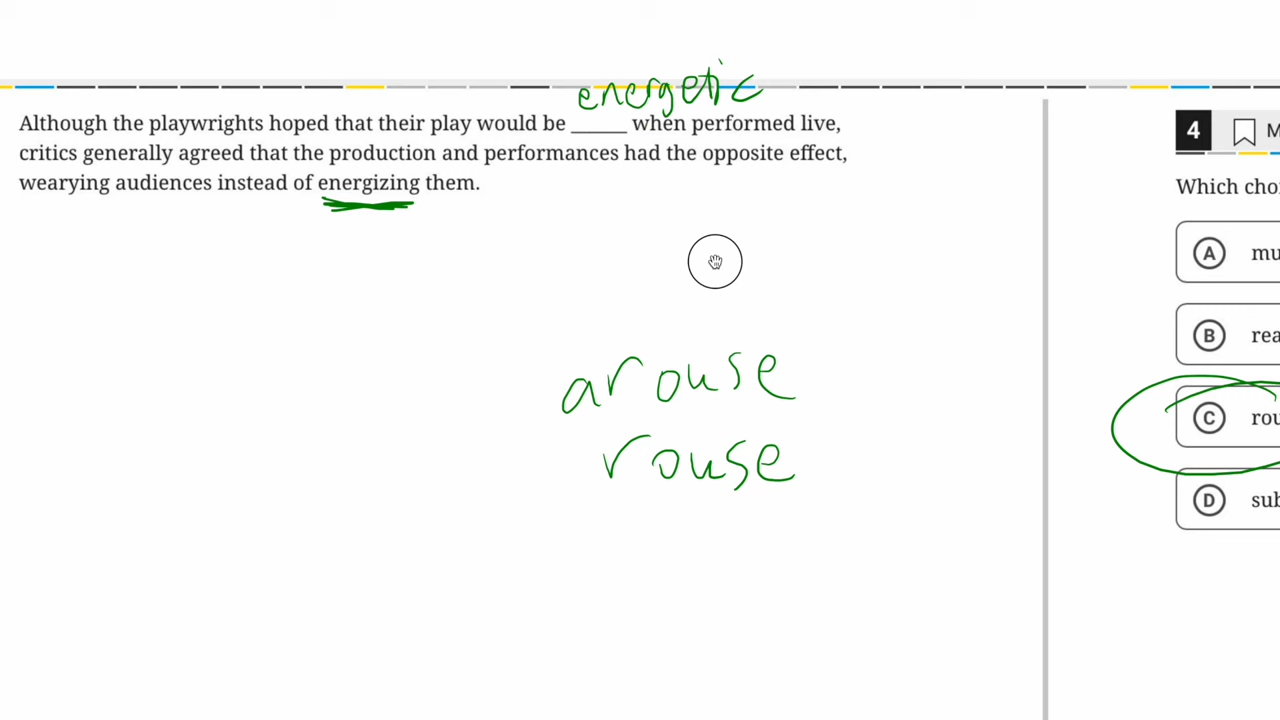 energetic
Although the playwrights hoped that their play would be ______ when performed live,
critics generally agreed that the production and performances had the opposite effect,
wearying audiences instead of energizing them.
arouse
rouse
4 M
Which cho
A mu
B rea
C rou
D sub